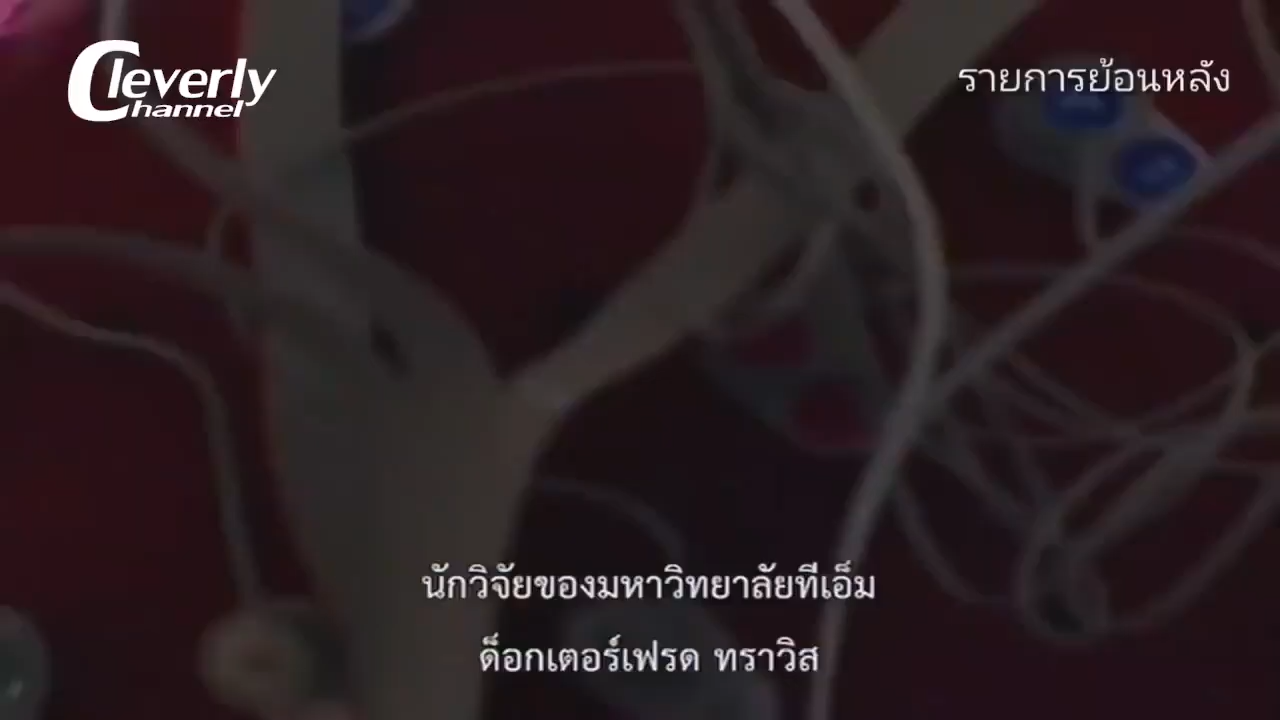 Cleverly
Channel
รายการย้อนหลัง
นักวิจัยของมหาวิทยาลัยทีเอ็ม
ด็อกเตอร์เฟรด ทราวิส